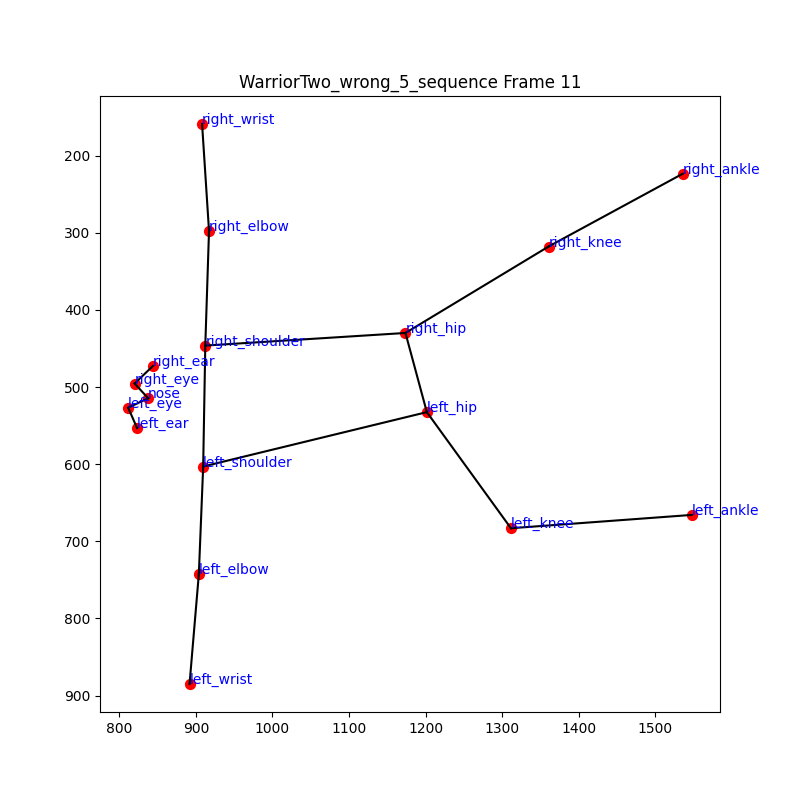 WarriorTwo_wrong_5_sequence Frame 11
right_wrist
right_ankle
right_elbow
right_knee
right_hip
right_shoulder
right_ear
right_eye
nose
left_eye
left_hip
left_ear
left_shoulder
left_ankle
left_knee
left_elbow
left_wrist
200
300
400
500
600
700
800
900
800 900 1000 1100 1200 1300 1400 1500